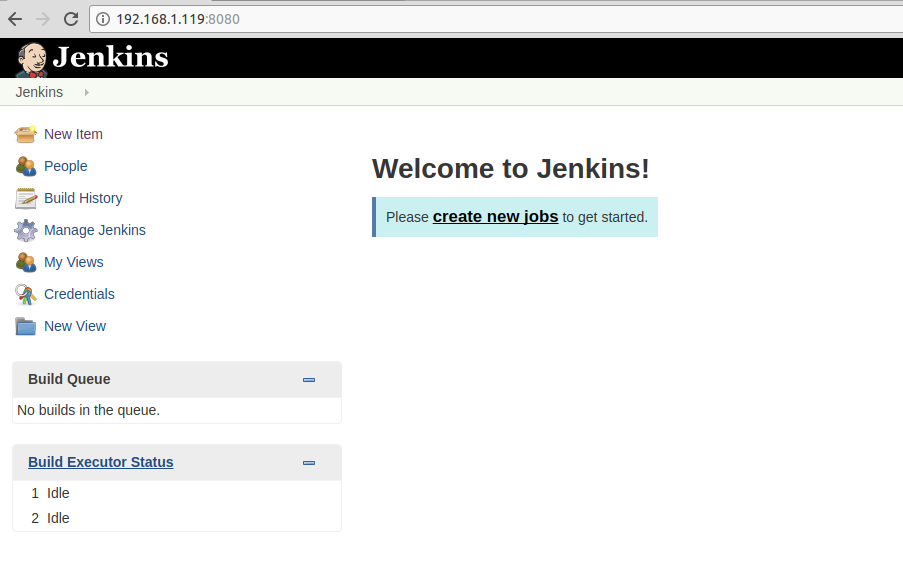 192.168.1.119:8080
Jenkins
Jenkins
New Item
People
Build History
Manage Jenkins
My Views
Credentials
New View
Welcome to Jenkins!
Please create new jobs to get started.
Build Queue
No builds in the queue.
Build Executor Status
1 Idle
2 Idle